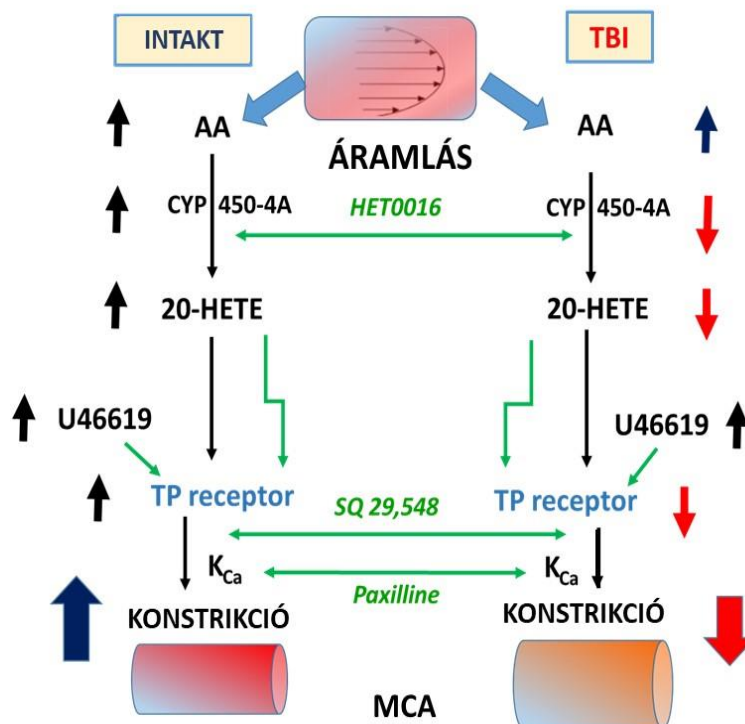 INTAKT
TBI
AA
AA
ÁRAMLÁS
CYP 450-4A
HET0016
CYP 450-4A
20-HETE
20-HETE
U46619
U46619
TP receptor
SQ 29,548
TP receptor
KCa
Paxilline
KCa
KONSTRIKCIÓ
KONSTRIKCIÓ
MCA